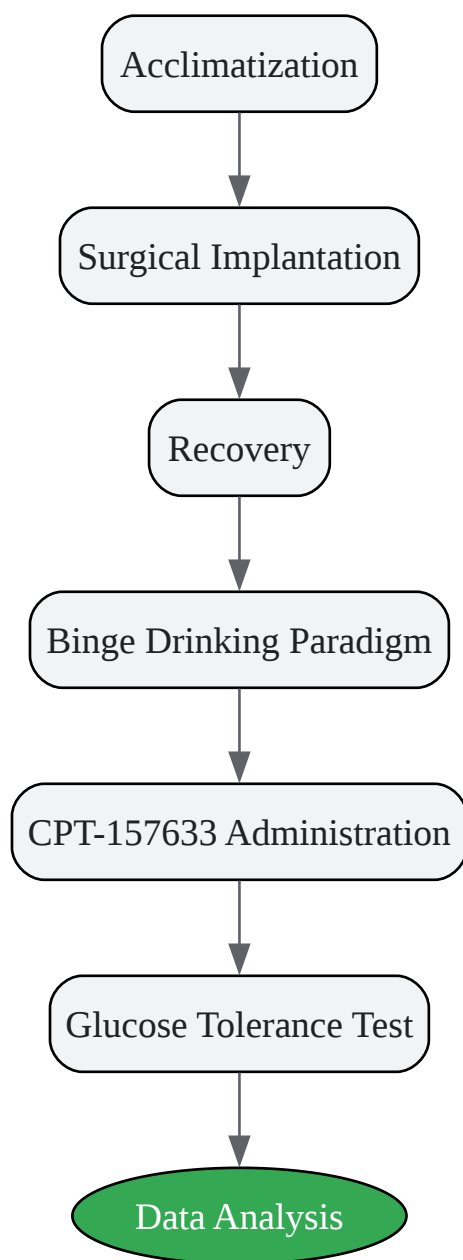 Acclimatization
Surgical Implantation
Recovery
Binge Drinking Paradigm
CPT-157633 Administration
Glucose Tolerance Test
Data Analysis